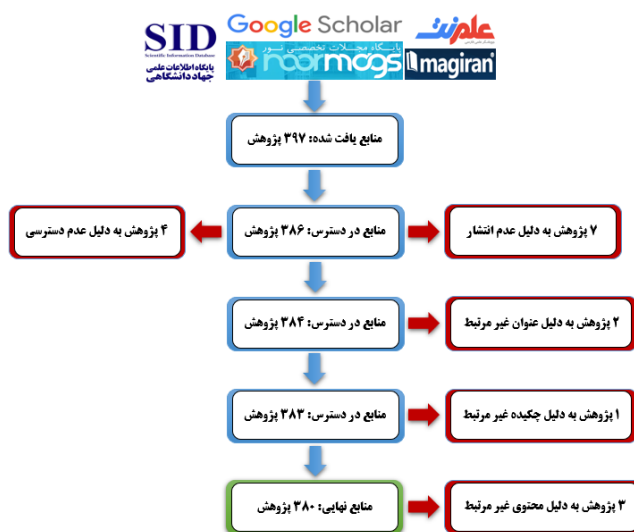 SID
Scientific Information Database
پایگاه اطلاعات علمی
جهاد دانشگاهی
Google Scholar
علم‌نت
پایگاه مجلات تخصصی نور
noormags
magiran
منابع یافت شده: ۳۹۷ پژوهش
۴ پژوهش به دلیل عدم دسترسی
منابع در دسترس: ۳۸۶ پژوهش
۷ پژوهش به دلیل عدم انتشار
منابع در دسترس: ۳۸۴ پژوهش
۲ پژوهش به دلیل عنوان غیر مرتبط
منابع در دسترس: ۳۸۳ پژوهش
۱ پژوهش به دلیل چکیده غیر مرتبط
منابع نهایی: ۳۸۰ پژوهش
۳ پژوهش به دلیل محتوی غیر مرتبط